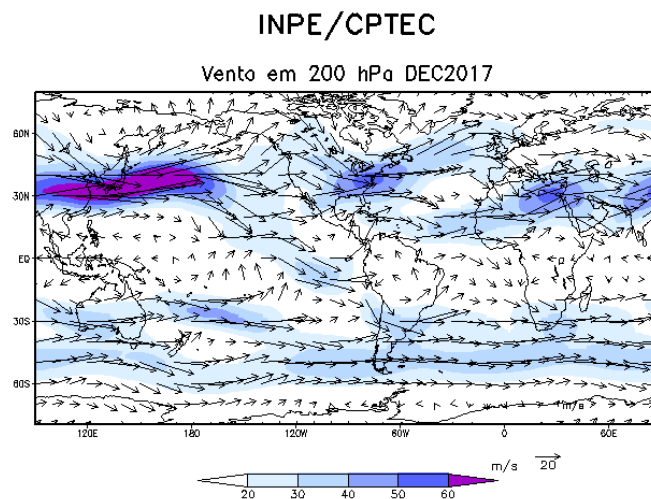 INPE/CPTEC
Vento em 200 hPa DEC2017
60N
30N
EQ
30S
60S
120E 180 120W 60W 0 60E
m/s
m/s 20
20 30 40 50 60